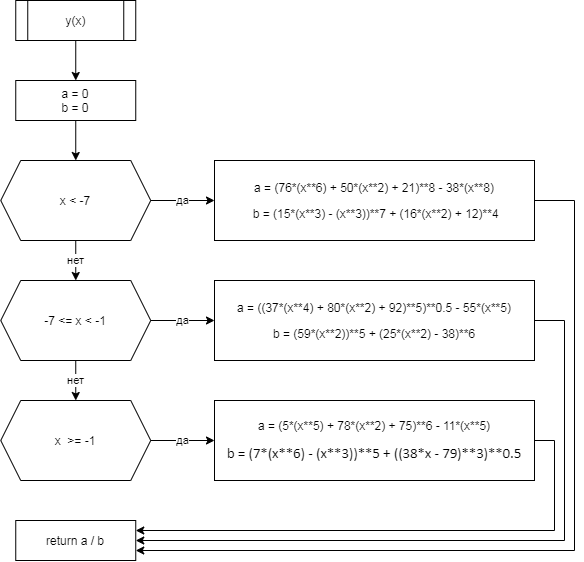 y(x)
a = 0
b = 0
x < -7
да
a = (76*(x**6) + 50*(x**2) + 21)**8 - 38*(x**8)
b = (15*(x**3) - (x**3))**7 + (16*(x**2) + 12)**4
нет
-7 <= x < -1
да
a = ((37*(x**4) + 80*(x**2) + 92)**5)**0.5 - 55*(x**5)
b = (59*(x**2))**5 + (25*(x**2) - 38)**6
нет
x >= -1
да
a = (5*(x**5) + 78*(x**2) + 75)**6 - 11*(x**5)
b = (7*(x**6) - (x**3))**5 + ((38*x - 79)**3)**0.5
return a / b